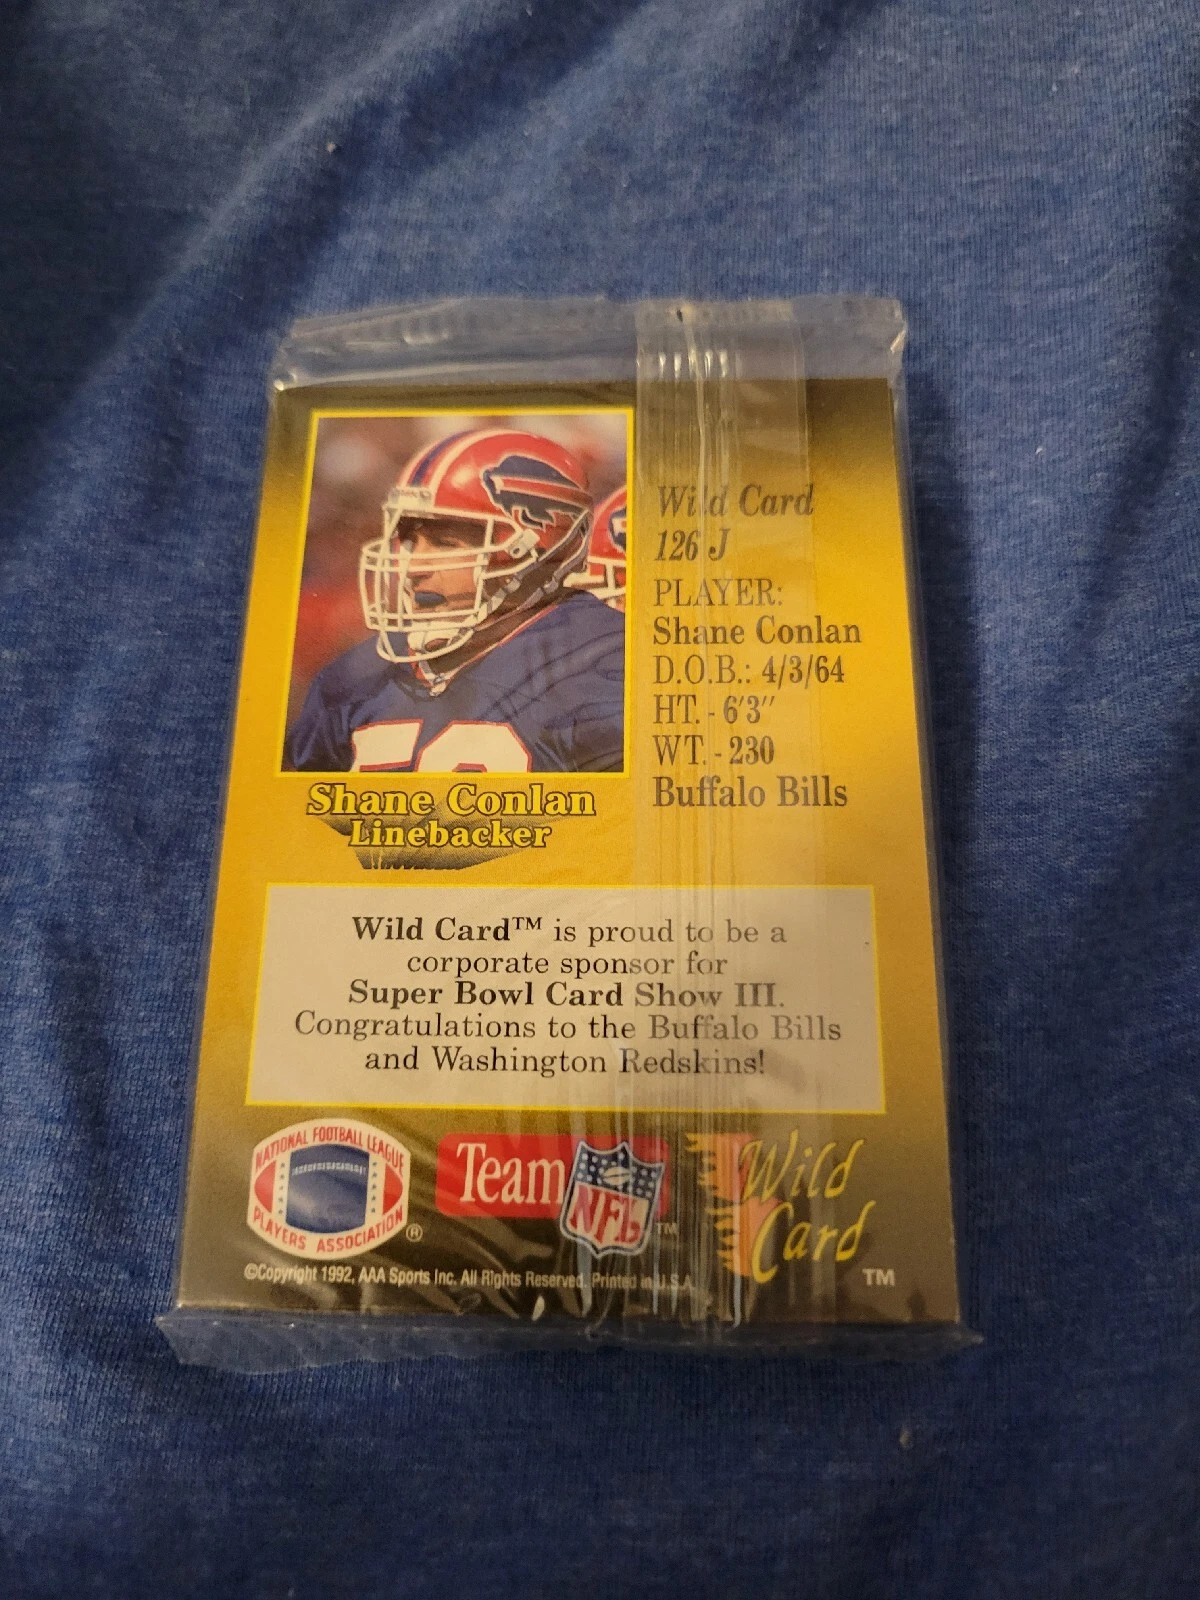 Wild Card
126 J
PLAYER:
Shane Conlan
D.O.B.: 4/3/64
HT. - 6'3"
WT. - 230
Buffalo Bills
Shane Conlan
Linebacker
Wild Card™ is proud to be a
corporate sponsor for
Super Bowl Card Show III.
Congratulations to the Buffalo Bills
and Washington Redskins!
NATIONAL FOOTBALL LEAGUE
PLAYERS ASSOCIATION ®
Team NFL ™
Wild
Card ™
©Copyright 1992, AAA Sports Inc. All Rights Reserved. Printed in U.S.A.